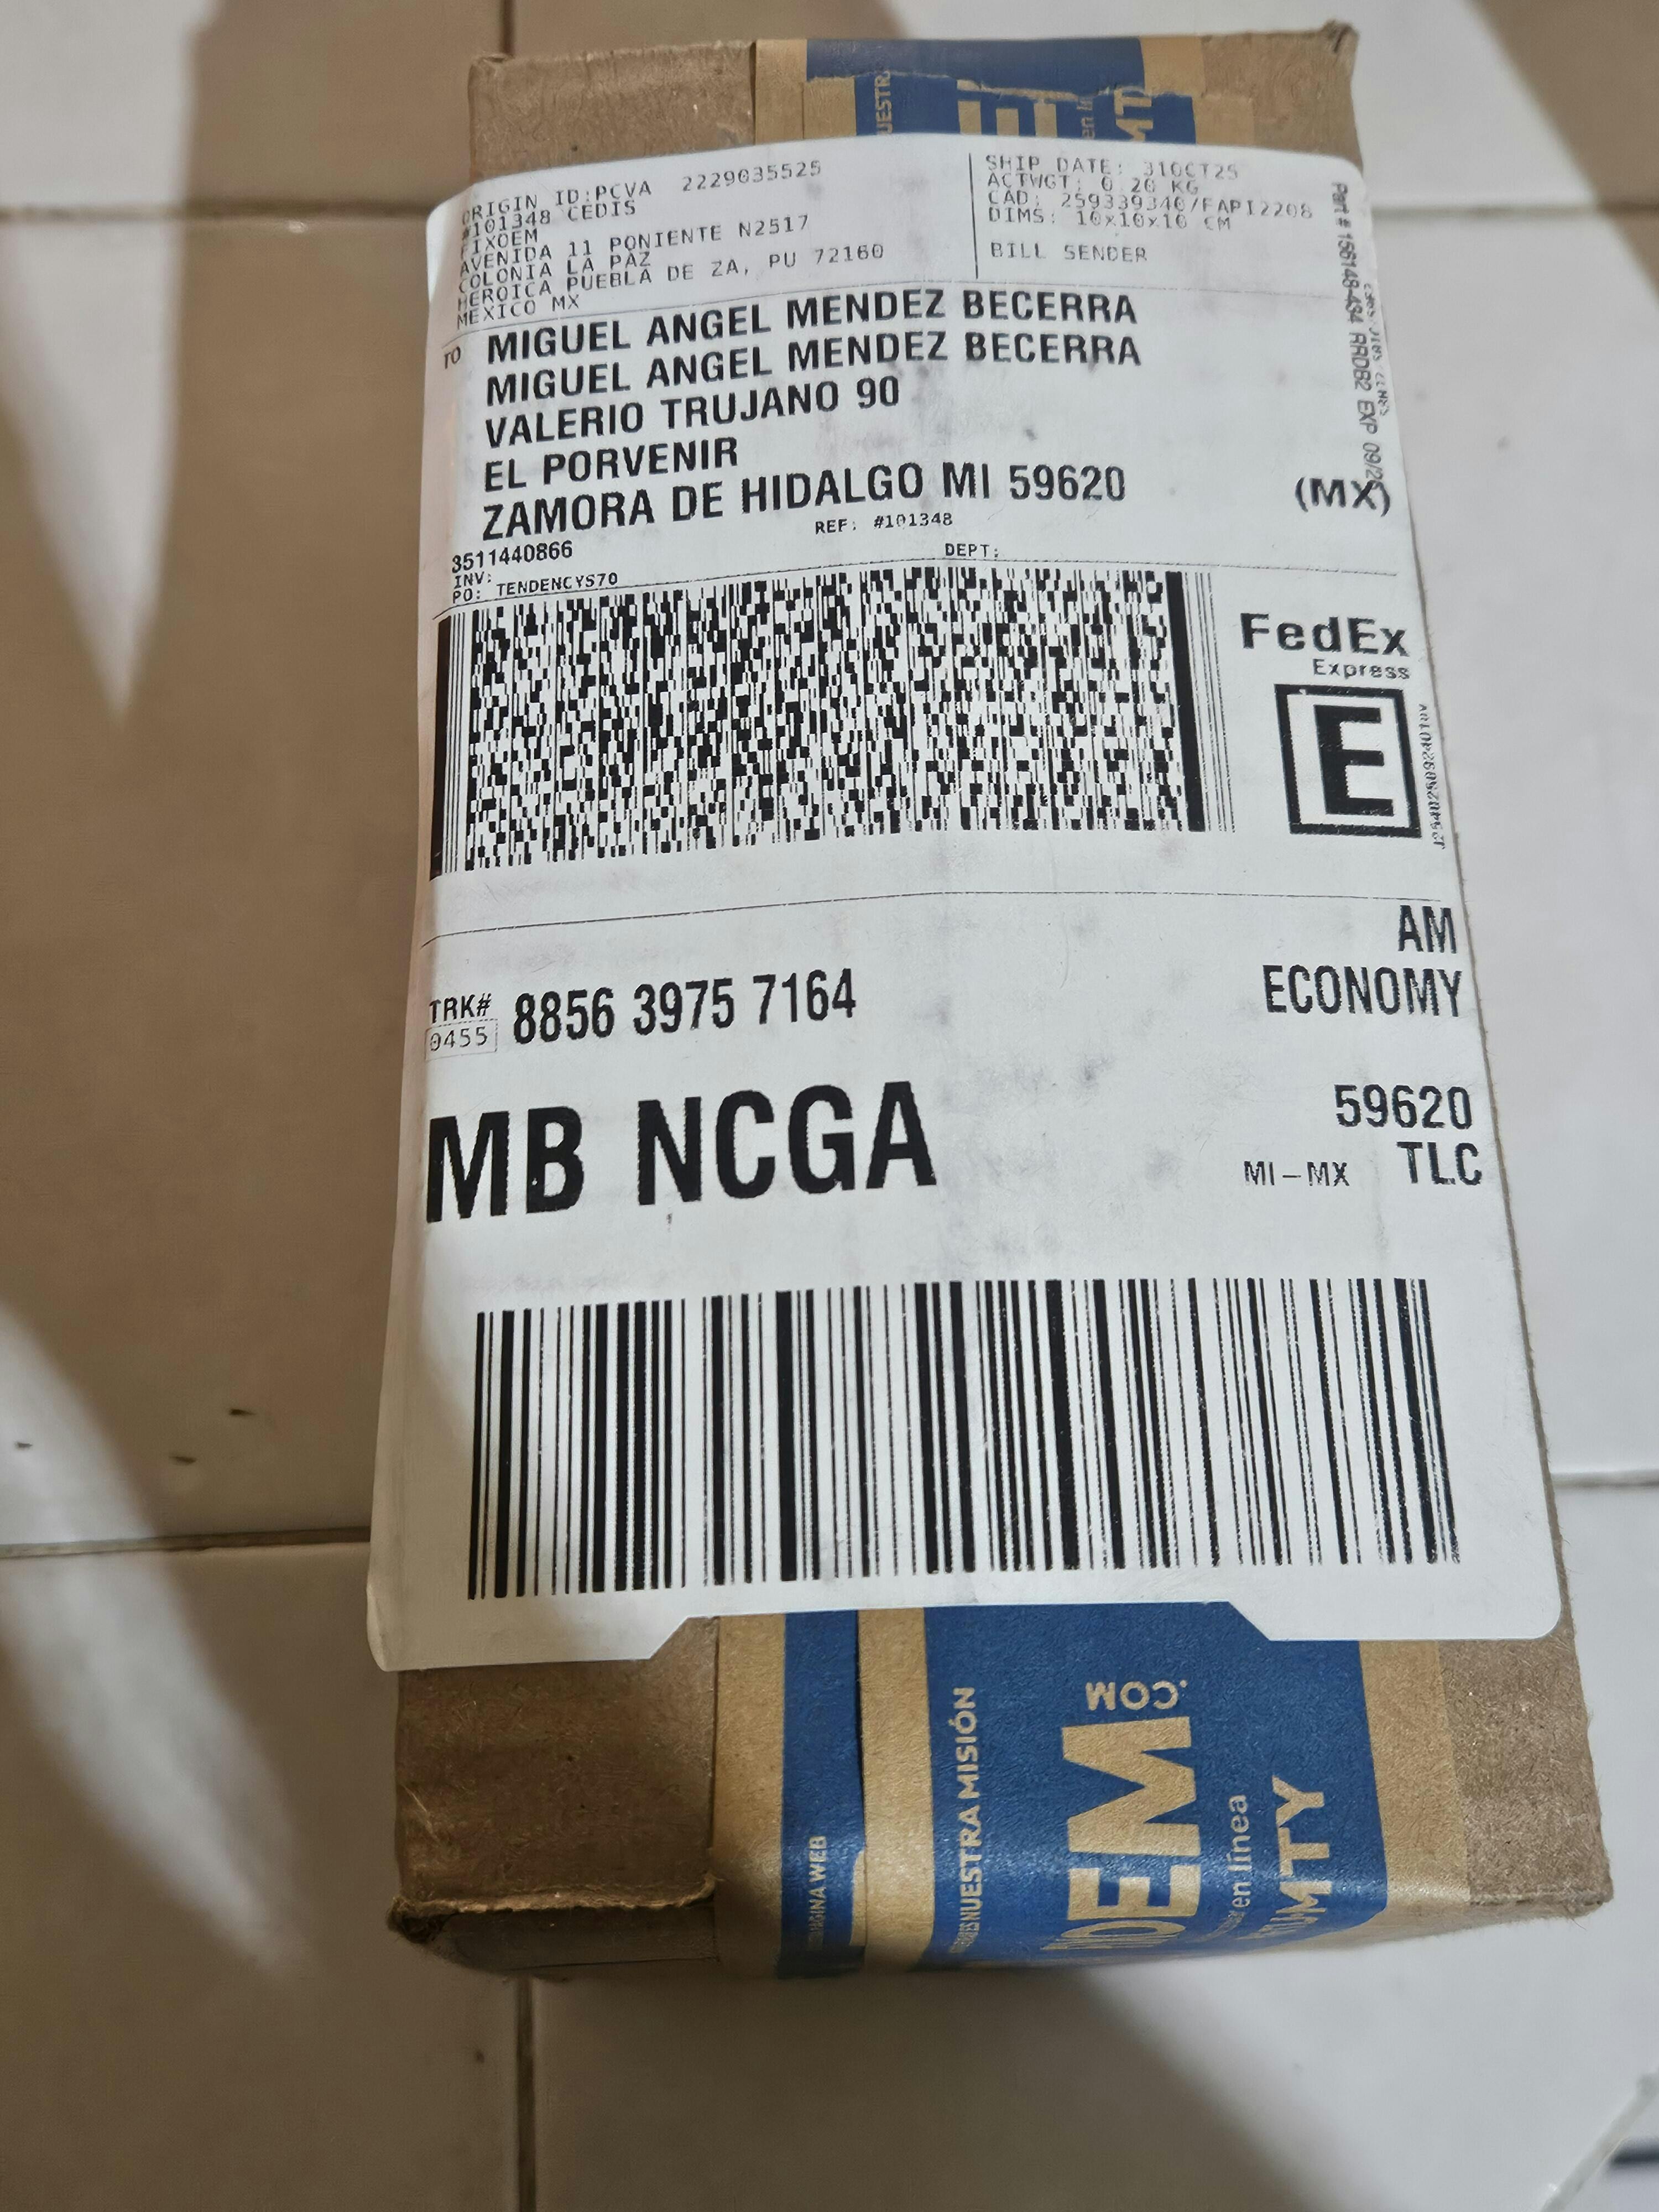 ORIGIN ID:PCVA 2229035525
#101348 CEDIS
FIXOEM
AVENIDA 11 PONIENTE N2517
COLONIA LA PAZ
HEROICA PUEBLA DE ZA, PU 72160
MEXICO MX
SHIP DATE: 31OCT25
ACTWGT: 0.20 KG
CAD: 259339340/FAPI2208
DIMS: 10x10x10 CM
BILL SENDER
TO MIGUEL ANGEL MENDEZ BECERRA
MIGUEL ANGEL MENDEZ BECERRA
VALERIO TRUJANO 90
EL PORVENIR
ZAMORA DE HIDALGO MI 59620 (MX)
3511440866
REF: #101348
INV:
PO: TENDENCYS70
DEPT:
FedEx
Express
E
AM
ECONOMY
TRK# 8856 3975 7164
0455
MB NCGA
59620
MI-MX TLC
NUESTRA MISIÓN
OEM
.COM
en línea
MTY
WEB